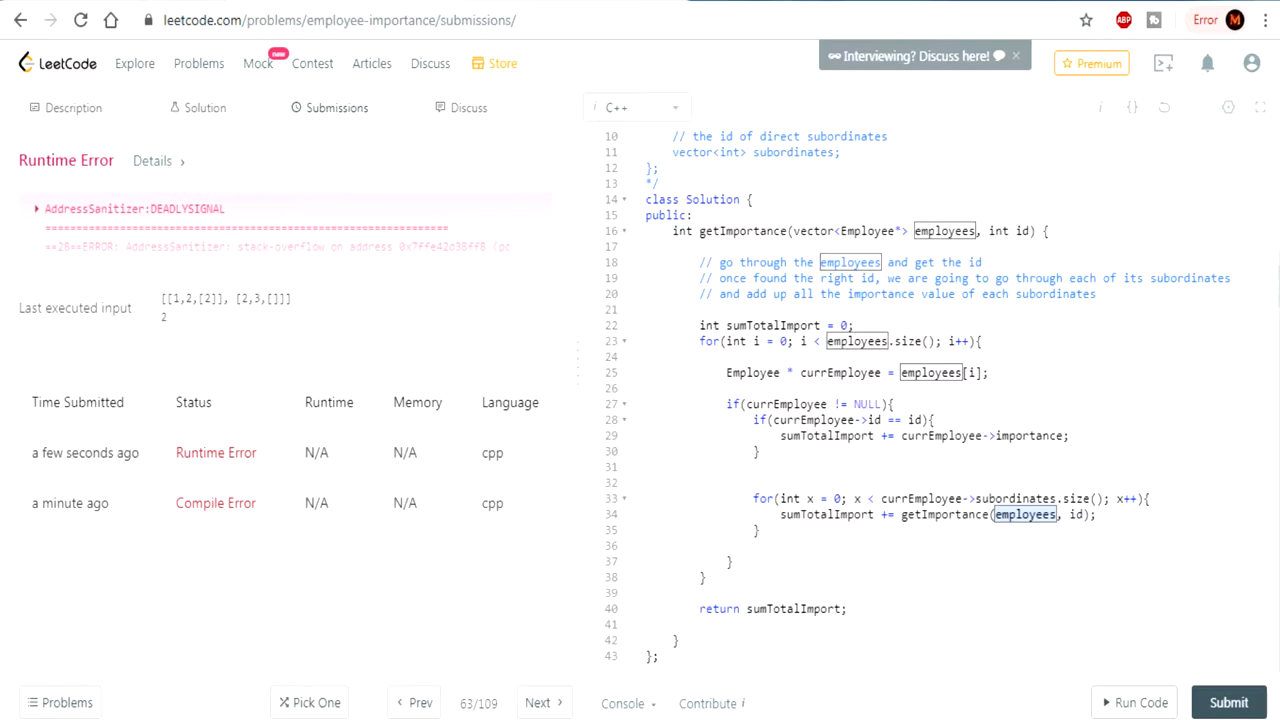 leetcode.com/problems/employee-importance/submissions/
ABP
Error M
LeetCode Explore Problems Mock new Contest Articles Discuss Store
Interviewing? Discuss here! ×
Premium
Description Solution Submissions Discuss
i C++
Runtime Error Details >
AddressSanitizer:DEADLYSIGNAL
=================================================================
==28==ERROR: AddressSanitizer: stack-overflow on address 0x7ffe42d38ff8 (pc
Last executed input
[[1,2,[2]], [2,3,[]]]
2
Time Submitted Status Runtime Memory Language
a few seconds ago Runtime Error N/A N/A cpp
a minute ago Compile Error N/A N/A cpp
10 // the id of direct subordinates
11 vector<int> subordinates;
12 };
13 */
14 class Solution {
15 public:
16 int getImportance(vector<Employee*> employees, int id) {
17
18 // go through the employees and get the id
19 // once found the right id, we are going to go through each of its subordinates
20 // and add up all the importance value of each subordinates
21
22 int sumTotalImport = 0;
23 for(int i = 0; i < employees.size(); i++){
24
25 Employee * currEmployee = employees[i];
26
27 if(currEmployee != NULL){
28 if(currEmployee->id == id){
29 sumTotalImport += currEmployee->importance;
30 }
31
32
33 for(int x = 0; x < currEmployee->subordinates.size(); x++){
34 sumTotalImport += getImportance(employees, id);
35 }
36
37 }
38 }
39
40 return sumTotalImport;
41
42 }
43 };
Problems Pick One < Prev 63/109 Next > Console Contribute i Run Code Submit